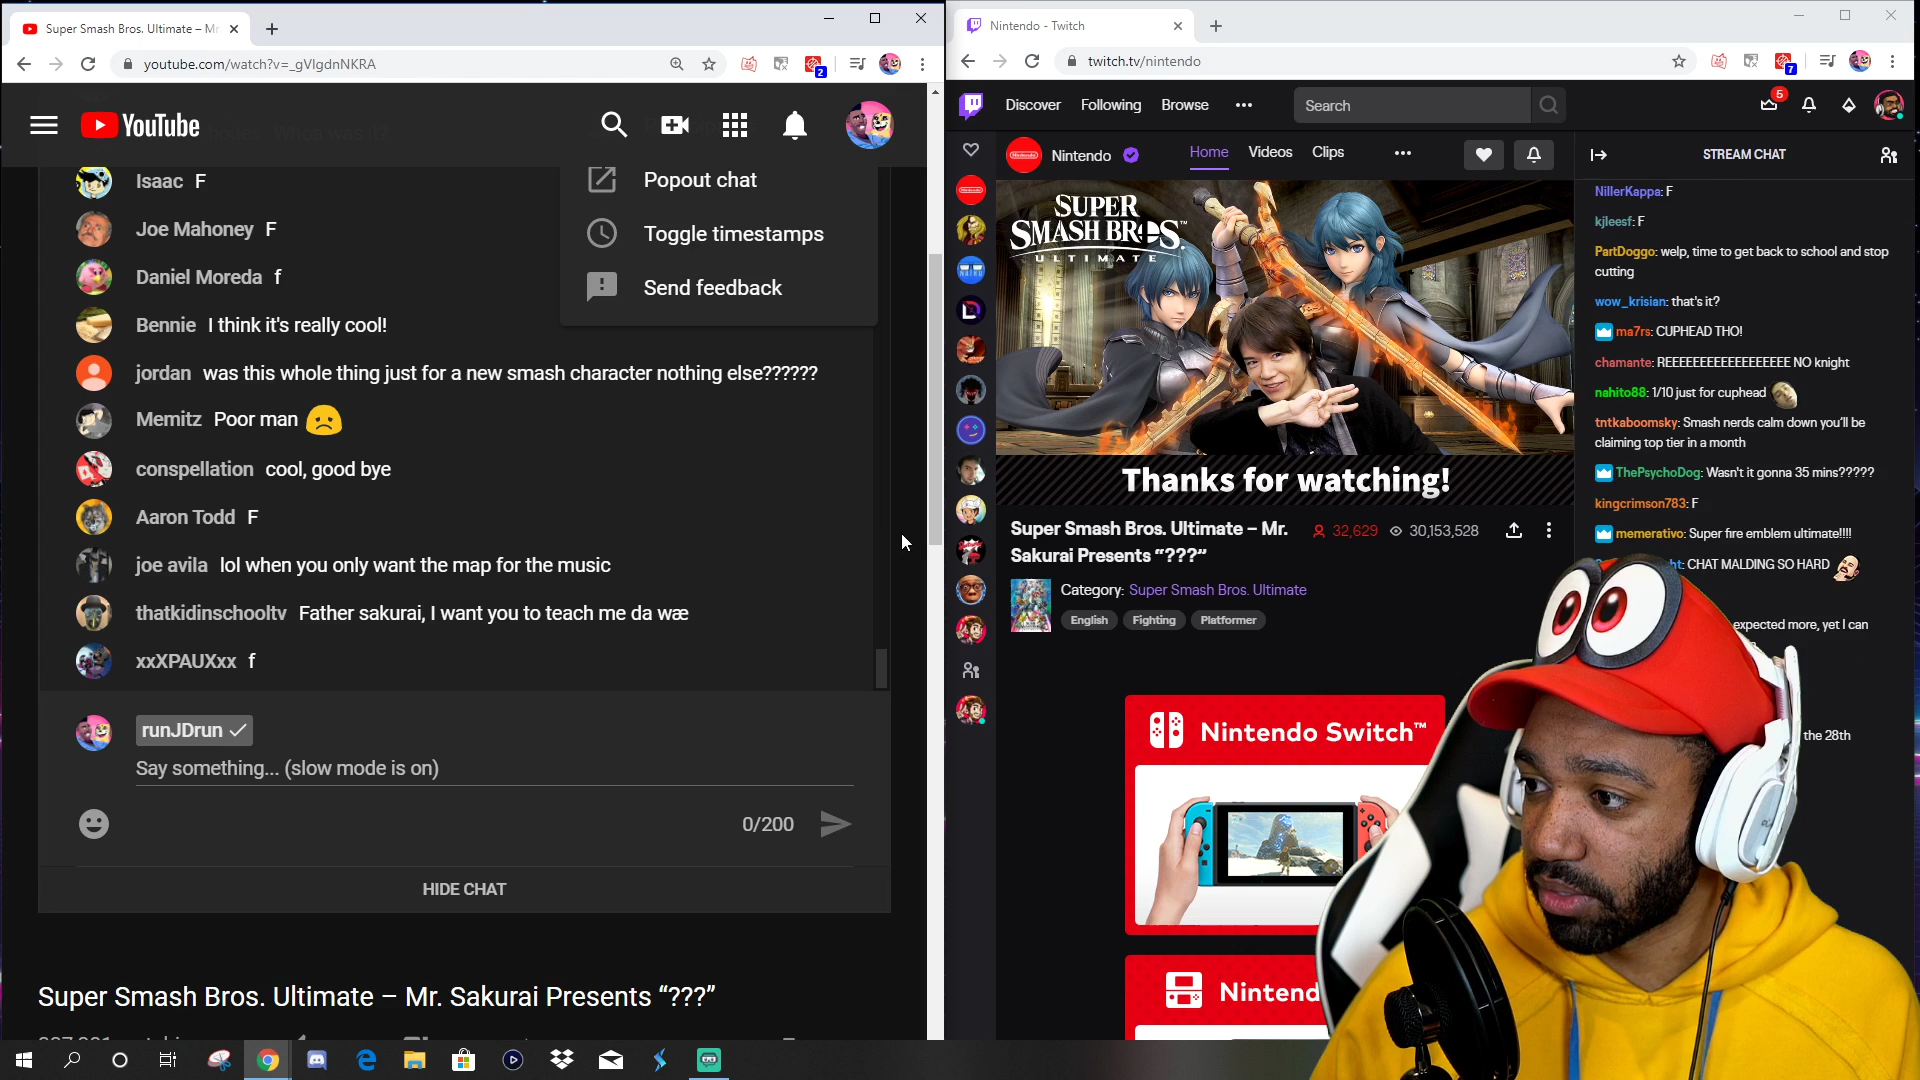 Super Smash Bros. Ultimate – Mr
youtube.com/watch?v=_gVIgdnNKRA
2
YouTube
Isaac F
Joe Mahoney F
Daniel Moreda f
Bennie I think it's really cool!
jordan was this whole thing just for a new smash character nothing else??????
Memitz Poor man
conspellation cool, good bye
Aaron Todd F
joe avila lol when you only want the map for the music
thatkidinschooltv Father sakurai, I want you to teach me da wæ
xxXPAUXxx f
Popout chat
Toggle timestamps
Send feedback
runJDrun
Say something... (slow mode is on)
0/200
HIDE CHAT
Super Smash Bros. Ultimate – Mr. Sakurai Presents “???”
Nintendo - Twitch
twitch.tv/nintendo
7
Discover Following Browse
Search
5
Nintendo
Home Videos Clips
SUPER
SMASH BROS.™
ULTIMATE
Thanks for watching!
Super Smash Bros. Ultimate – Mr.
Sakurai Presents "???"
32,629 30,153,528
Category: Super Smash Bros. Ultimate
English Fighting Platformer
Nintendo Switch™
Nintend
STREAM CHAT
NillerKappa: F
kjleesf: F
PartDoggo: welp, time to get back to school and stop
cutting
wow_krisian: that's it?
ma7rs: CUPHEAD THO!
chamante: REEEEEEEEEEEEEEEEEE NO knight
nahito88: 1/10 just for cuphead
tntkaboomsky: Smash nerds calm down you'll be
claiming top tier in a month
ThePsychoDog: Wasn't it gonna 35 mins?????
kingcrimson783: F
memerativo: Super fire emblem ultimate!!!!
ht: CHAT MALDING SO HARD
expected more, yet I can
the 28th